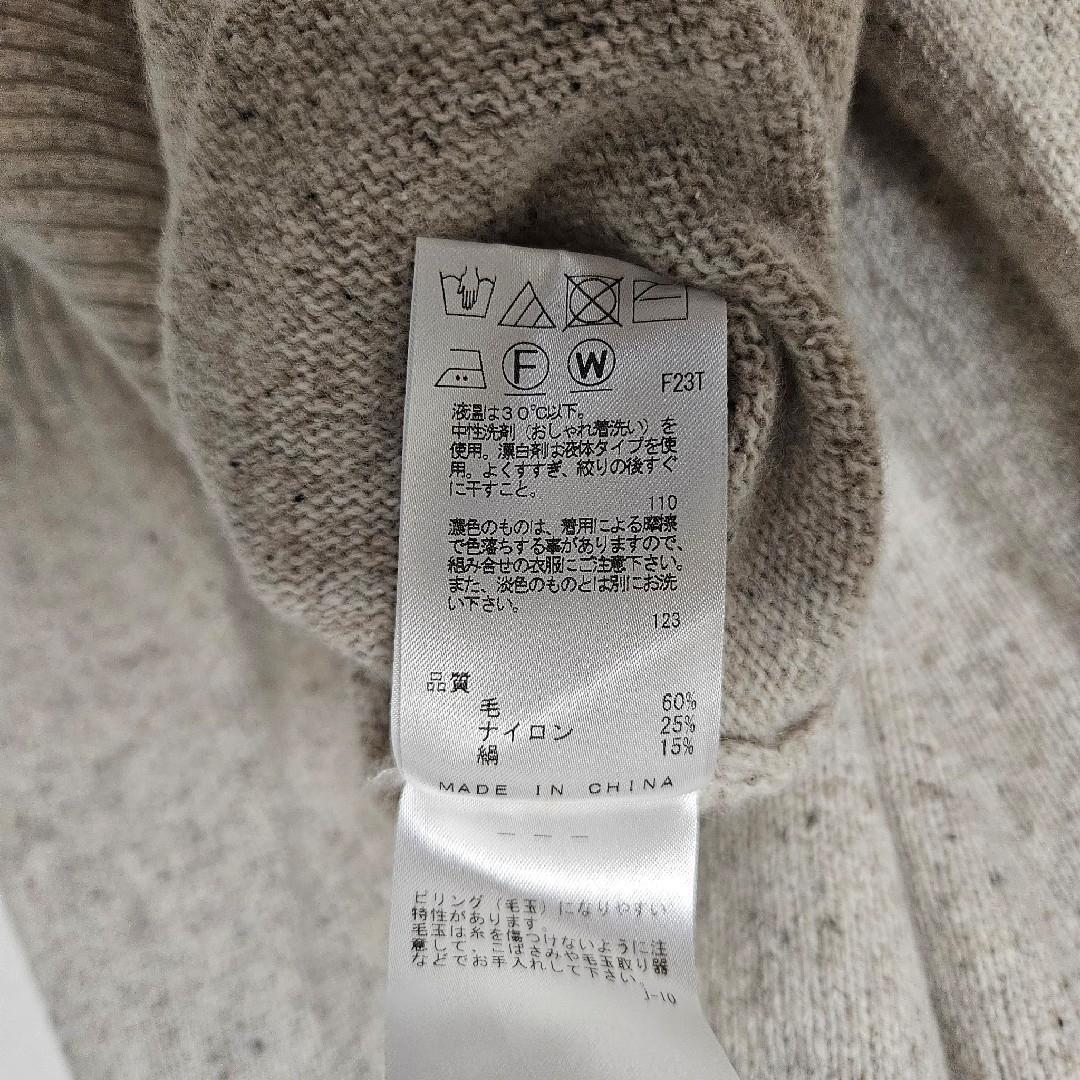 F W F23T
液温は30℃以下。
中性洗剤(おしゃれ着洗い)を
使用。漂白剤は液体タイプを使
用。よくすすぎ、絞りの後すぐ
に干すこと。
110
濃色のものは、着用による摩擦
で色落ちする事がありますので、
組み合せの衣服にご注意下さい。
また、淡色のものとは別にお洗
い下さい。
123
品質
毛 60%
ナイロン 25%
絹 15%
MADE IN CHINA
---
ピリング(毛玉)になりやすい
特性があります。
毛玉は糸を傷つけないように注
意して、こばさみや毛玉取り器
などでお手入れして下さい。
J-10